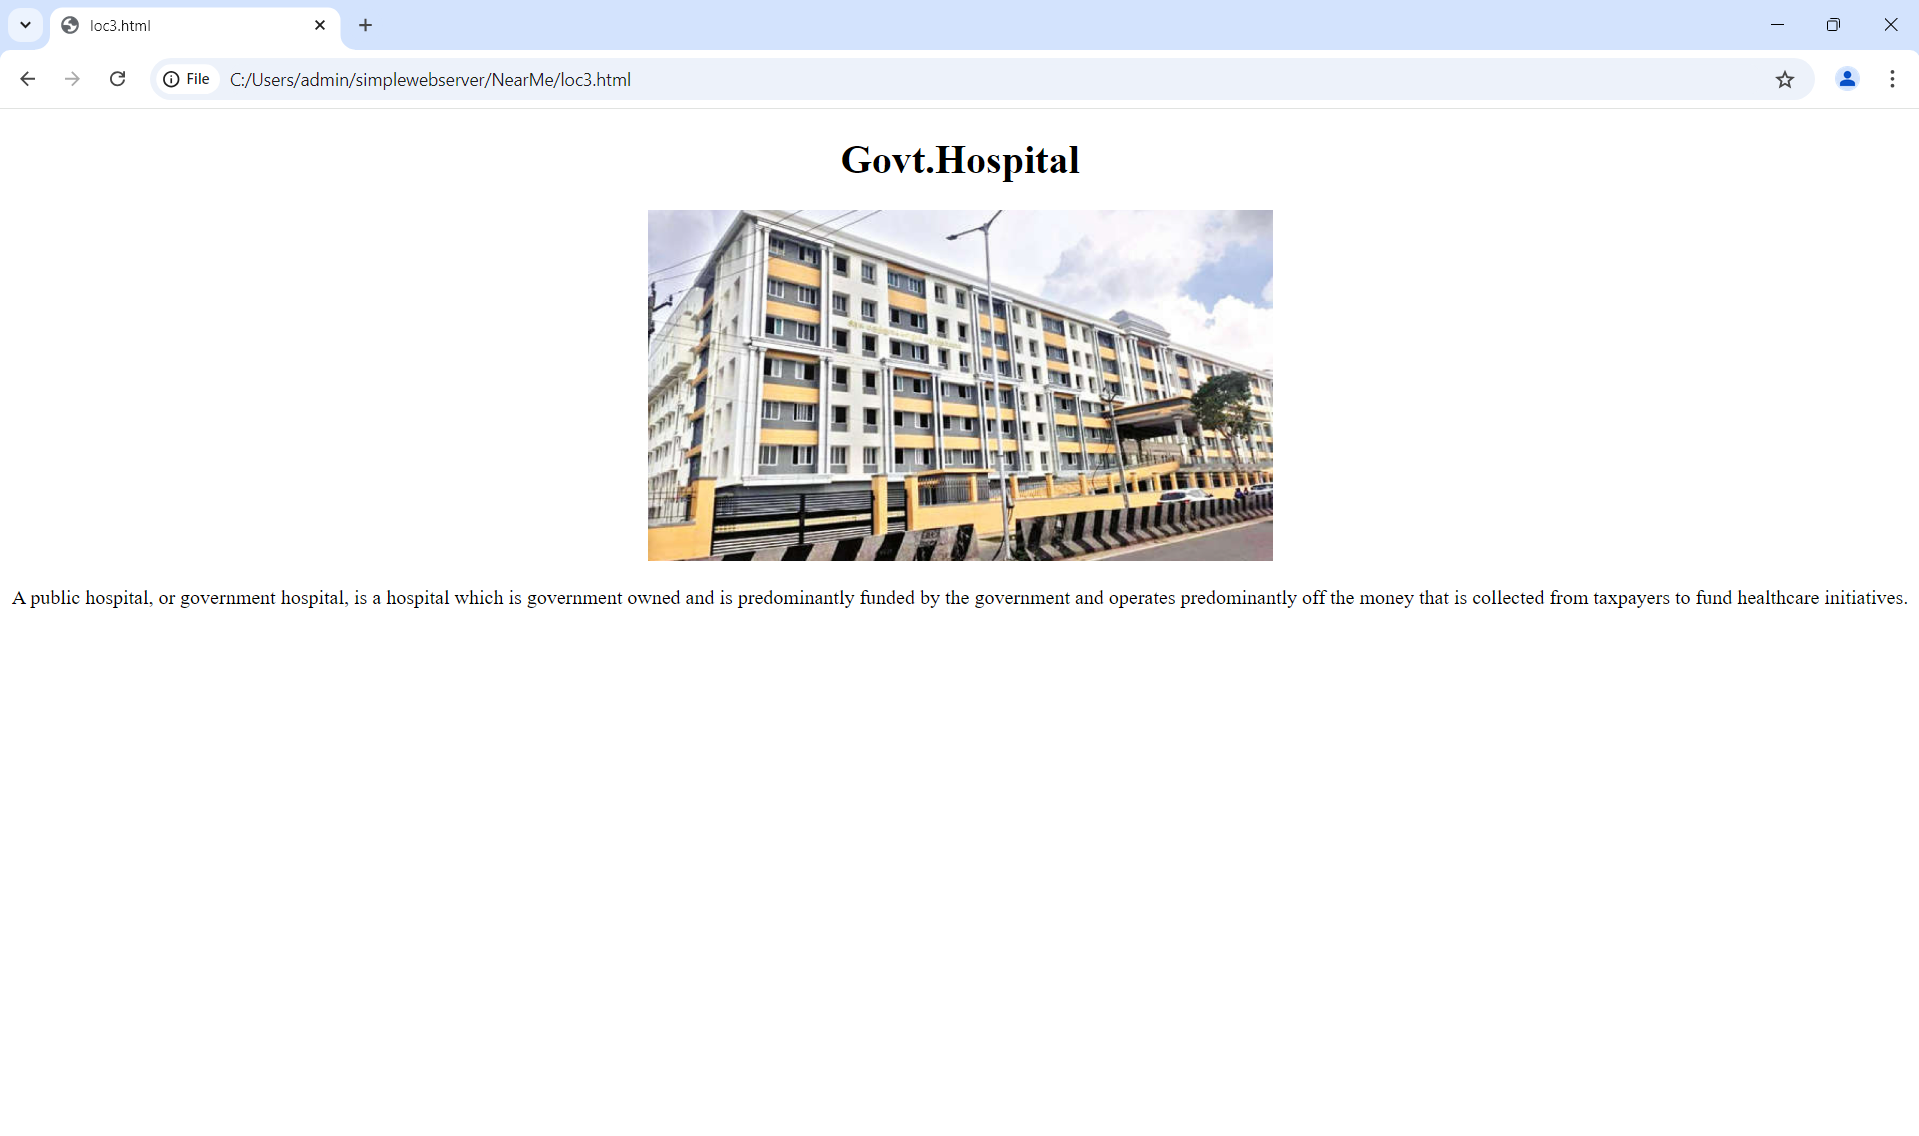 loc3.html
File
C:/Users/admin/simplewebserver/NearMe/loc3.html
Govt.Hospital
A public hospital, or government hospital, is a hospital which is government owned and is predominantly funded by the government and operates predominantly off the money that is collected from taxpayers to fund healthcare initiatives.